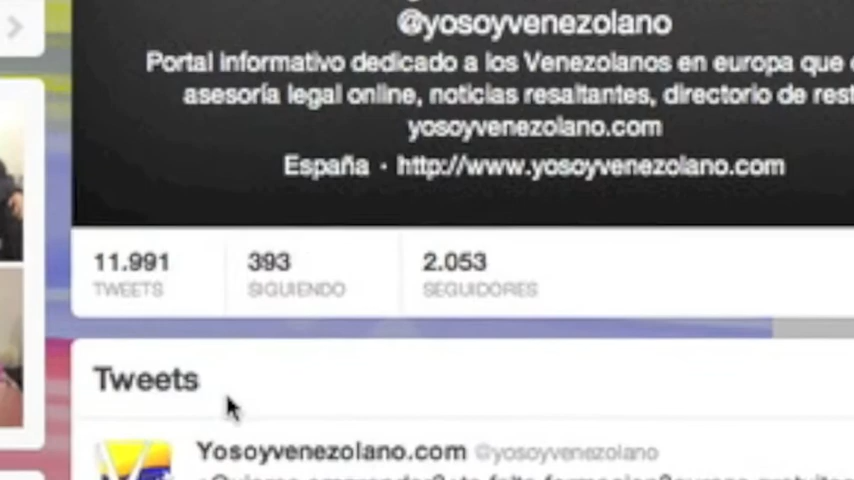 @yosoyvenezolano
Portal informativo dedicado a los Venezolanos en europa que
asesoría legal online, noticias resaltantes, directorio de rest
yosoyvenezolano.com
España · http://www.yosoyvenezolano.com
11.991 393 2.053
TWEETS SIGUIENDO SEGUIDORES
Tweets
Yosoyvenezolano.com @yosoyvenezolano